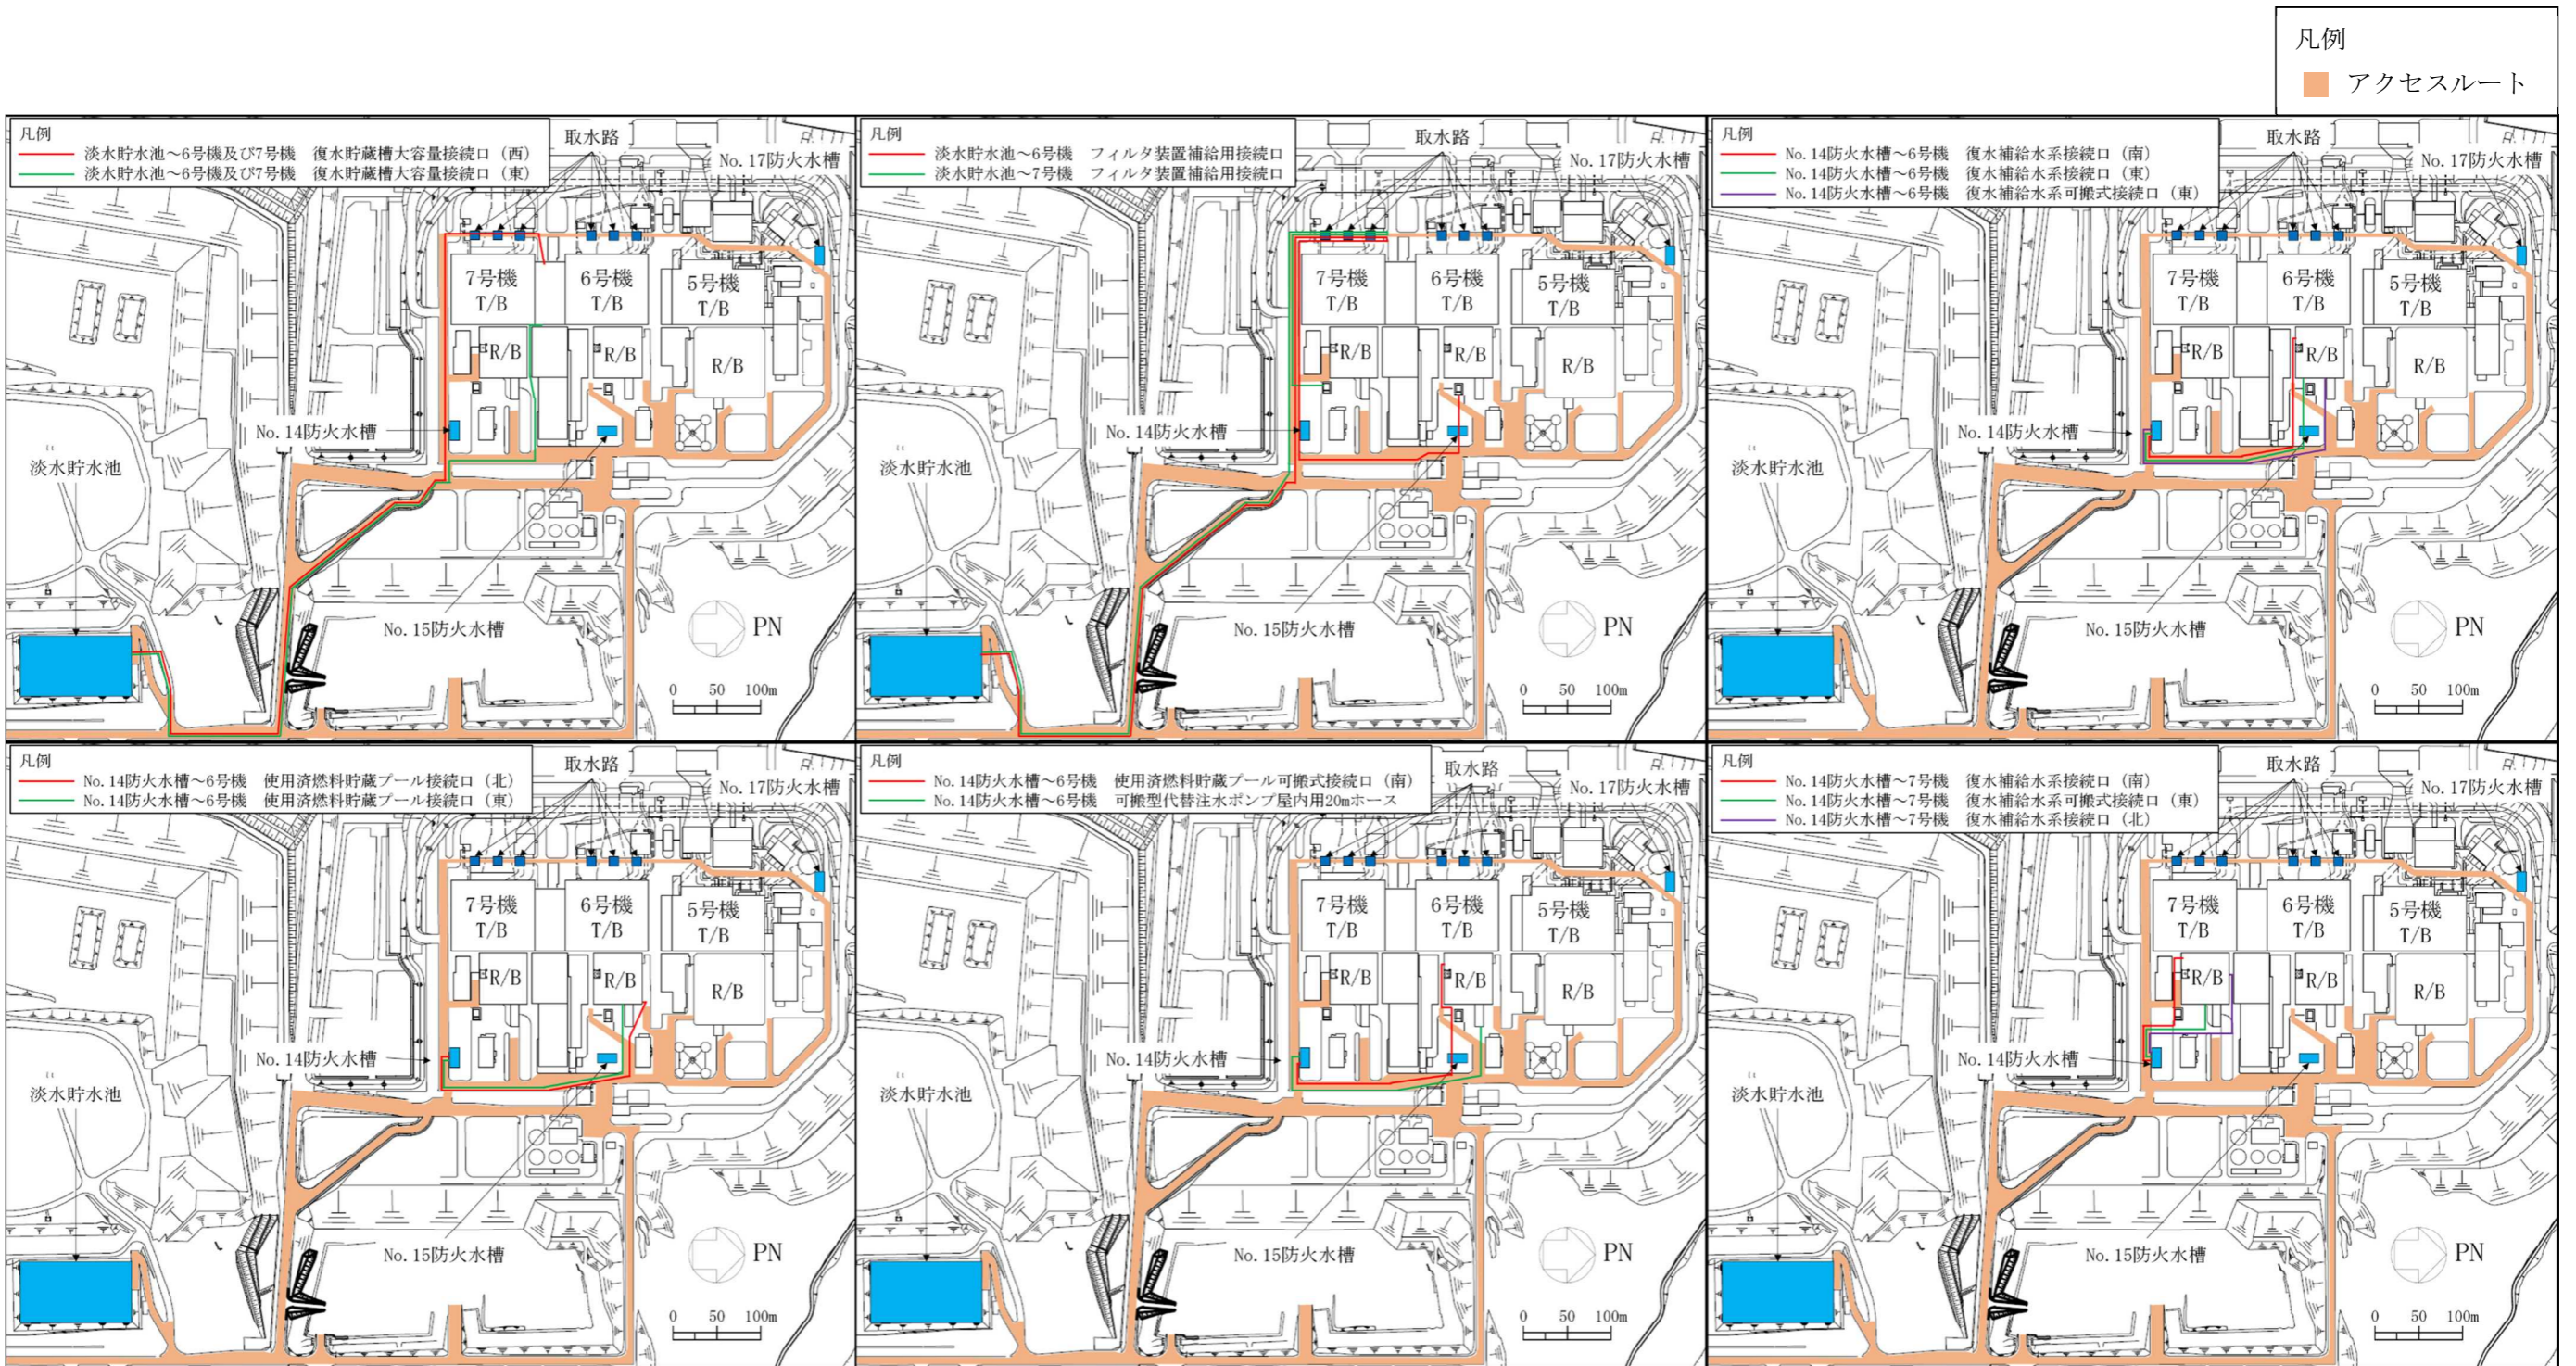 凡例
アクセスルート
凡例
淡水貯水池～6号機及び7号機　復水貯蔵槽大容量接続口（西）
淡水貯水池～6号機及び7号機　復水貯蔵槽大容量接続口（東）
取水路
No.17防火水槽
7号機
T/B
6号機
T/B
5号機
T/B
R/B
R/B
R/B
No.14防火水槽
淡水貯水池
No.15防火水槽
PN
0 50 100m
凡例
淡水貯水池～6号機　フィルタ装置補給用接続口
淡水貯水池～7号機　フィルタ装置補給用接続口
取水路
No.17防火水槽
7号機
T/B
6号機
T/B
5号機
T/B
R/B
R/B
R/B
No.14防火水槽
淡水貯水池
No.15防火水槽
PN
0 50 100m
凡例
No.14防火水槽～6号機　復水補給水系接続口（南）
No.14防火水槽～6号機　復水補給水系接続口（東）
No.14防火水槽～6号機　復水補給水系可搬式接続口（東）
取水路
No.17防火水槽
7号機
T/B
6号機
T/B
5号機
T/B
R/B
R/B
R/B
No.14防火水槽
淡水貯水池
No.15防火水槽
PN
0 50 100m
凡例
No.14防火水槽～6号機　使用済燃料貯蔵プール接続口（北）
No.14防火水槽～6号機　使用済燃料貯蔵プール接続口（東）
取水路
No.17防火水槽
7号機
T/B
6号機
T/B
5号機
T/B
R/B
R/B
R/B
No.14防火水槽
淡水貯水池
No.15防火水槽
PN
0 50 100m
凡例
No.14防火水槽～6号機　使用済燃料貯蔵プール可搬式接続口（南）
No.14防火水槽～6号機　可搬型代替注水ポンプ屋内用20mホース
取水路
No.17防火水槽
7号機
T/B
6号機
T/B
5号機
T/B
R/B
R/B
R/B
No.14防火水槽
淡水貯水池
No.15防火水槽
PN
0 50 100m
凡例
No.14防火水槽～7号機　復水補給水系接続口（南）
No.14防火水槽～7号機　復水補給水系可搬式接続口（東）
No.14防火水槽～7号機　復水補給水系接続口（北）
取水路
No.17防火水槽
7号機
T/B
6号機
T/B
5号機
T/B
R/B
R/B
R/B
No.14防火水槽
淡水貯水池
No.15防火水槽
PN
0 50 100m